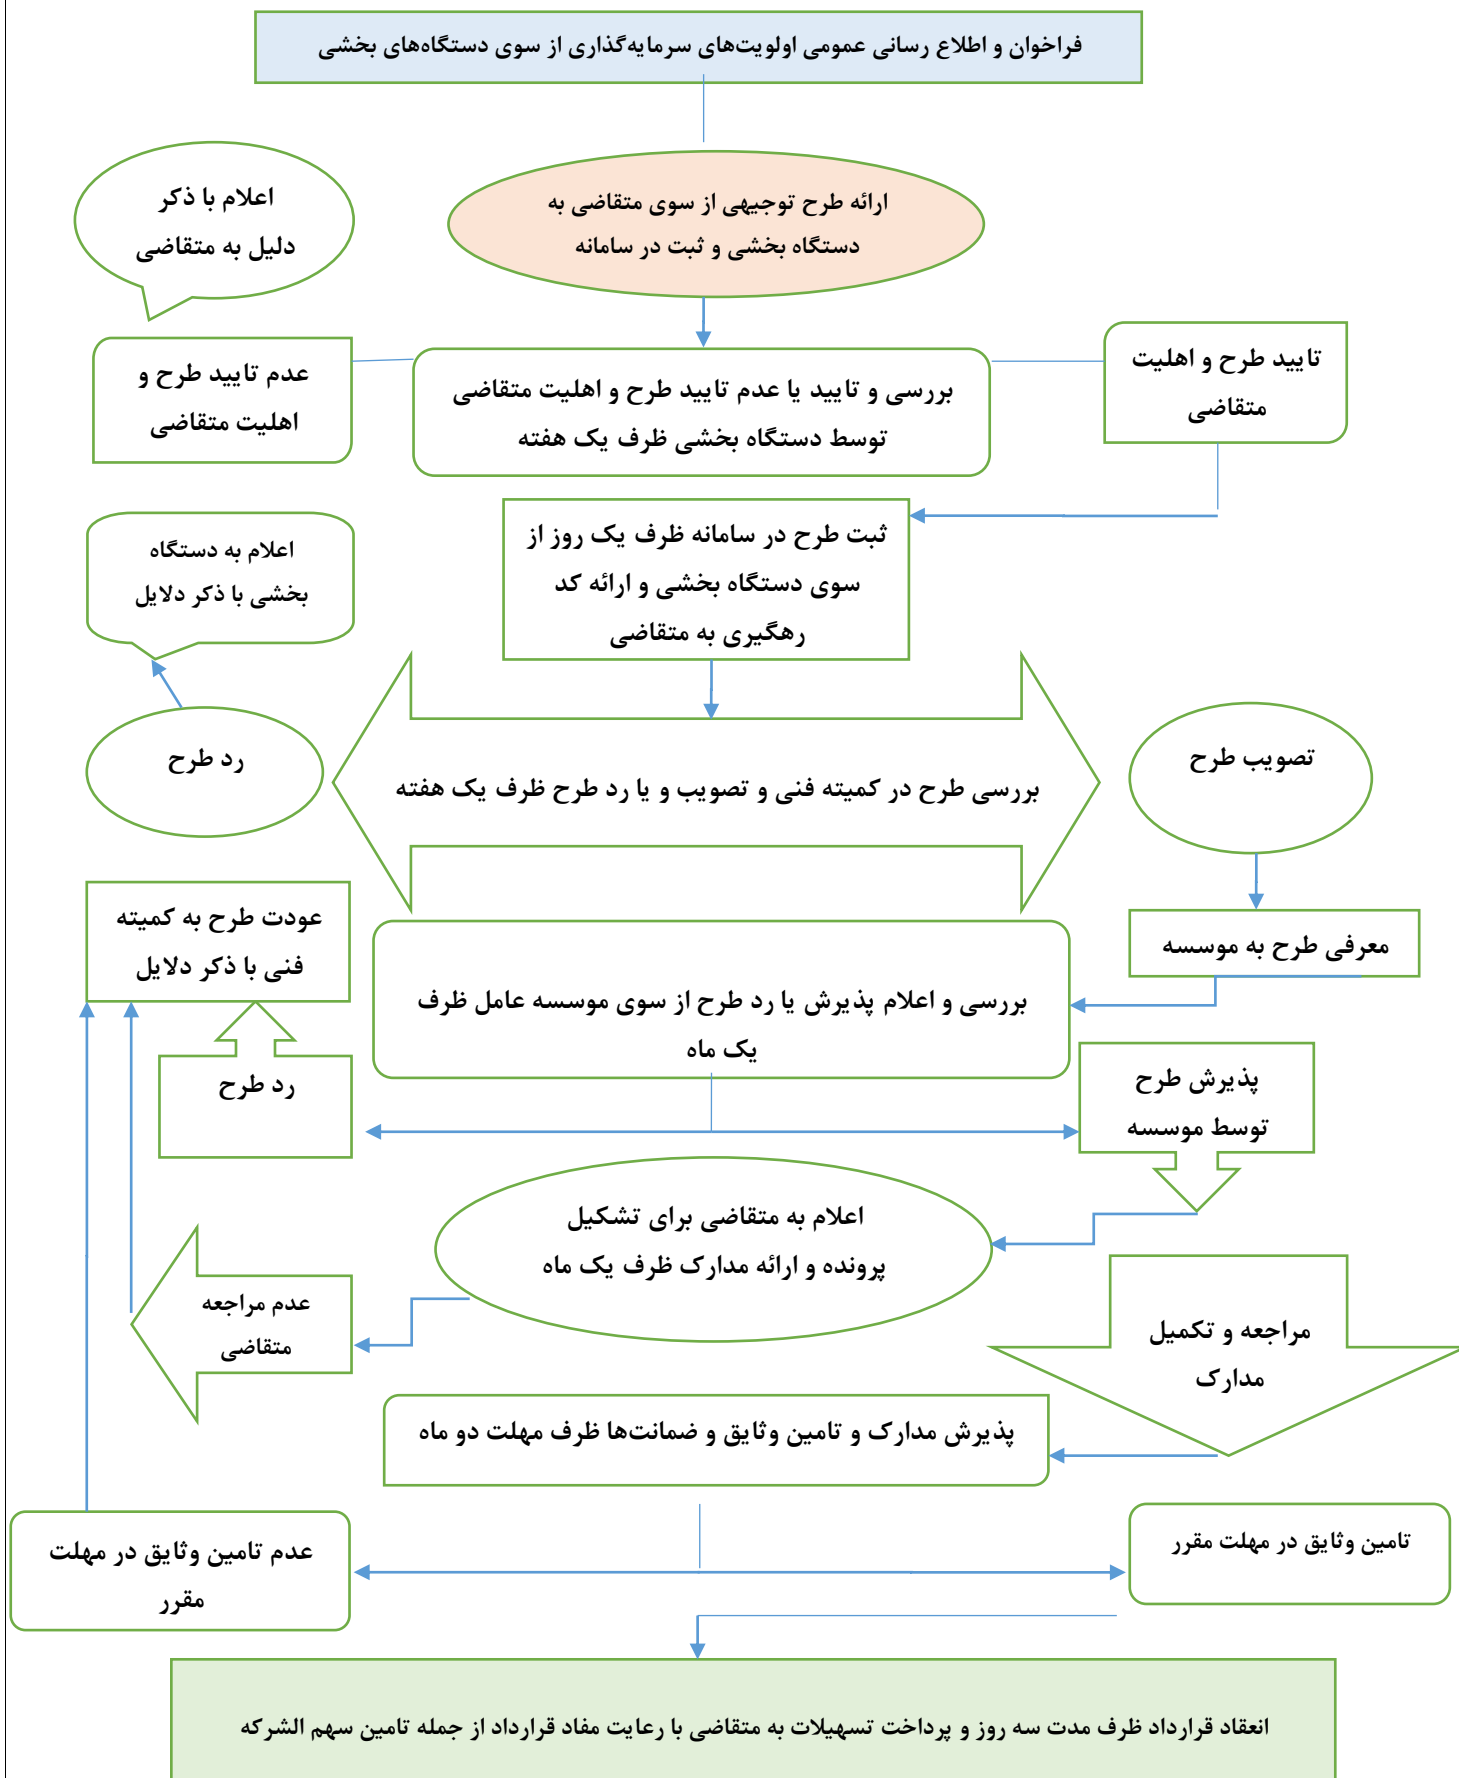 فراخوان و اطلاع رسانی عمومی اولویت‌های سرمایه‌گذاری از سوی دستگاه‌های بخشی
ارائه طرح توجیهی از سوی متقاضی به
دستگاه بخشی و ثبت در سامانه
اعلام با ذکر
دلیل به متقاضی
تایید طرح و اهلیت
متقاضی
بررسی و تایید یا عدم تایید طرح و اهلیت متقاضی
توسط دستگاه بخشی ظرف یک هفته
عدم تایید طرح و
اهلیت متقاضی
ثبت طرح در سامانه ظرف یک روز از
سوی دستگاه بخشی و ارائه کد
رهگیری به متقاضی
اعلام به دستگاه
بخشی با ذکر دلایل
تصویب طرح
بررسی طرح در کمیته فنی و تصویب و یا رد طرح ظرف یک هفته
رد طرح
معرفی طرح به موسسه
بررسی و اعلام پذیرش یا رد طرح از سوی موسسه عامل ظرف
یک ماه
عودت طرح به کمیته
فنی با ذکر دلایل
پذیرش طرح
توسط موسسه
رد طرح
اعلام به متقاضی برای تشکیل
پرونده و ارائه مدارک ظرف یک ماه
عدم مراجعه
متقاضی
مراجعه و تکمیل
مدارک
پذیرش مدارک و تامین وثایق و ضمانت‌ها ظرف مهلت دو ماه
تامین وثایق در مهلت مقرر
عدم تامین وثایق در مهلت
مقرر
انعقاد قرارداد ظرف مدت سه روز و پرداخت تسهیلات به متقاضی با رعایت مفاد قرارداد از جمله تامین سهم الشرکه